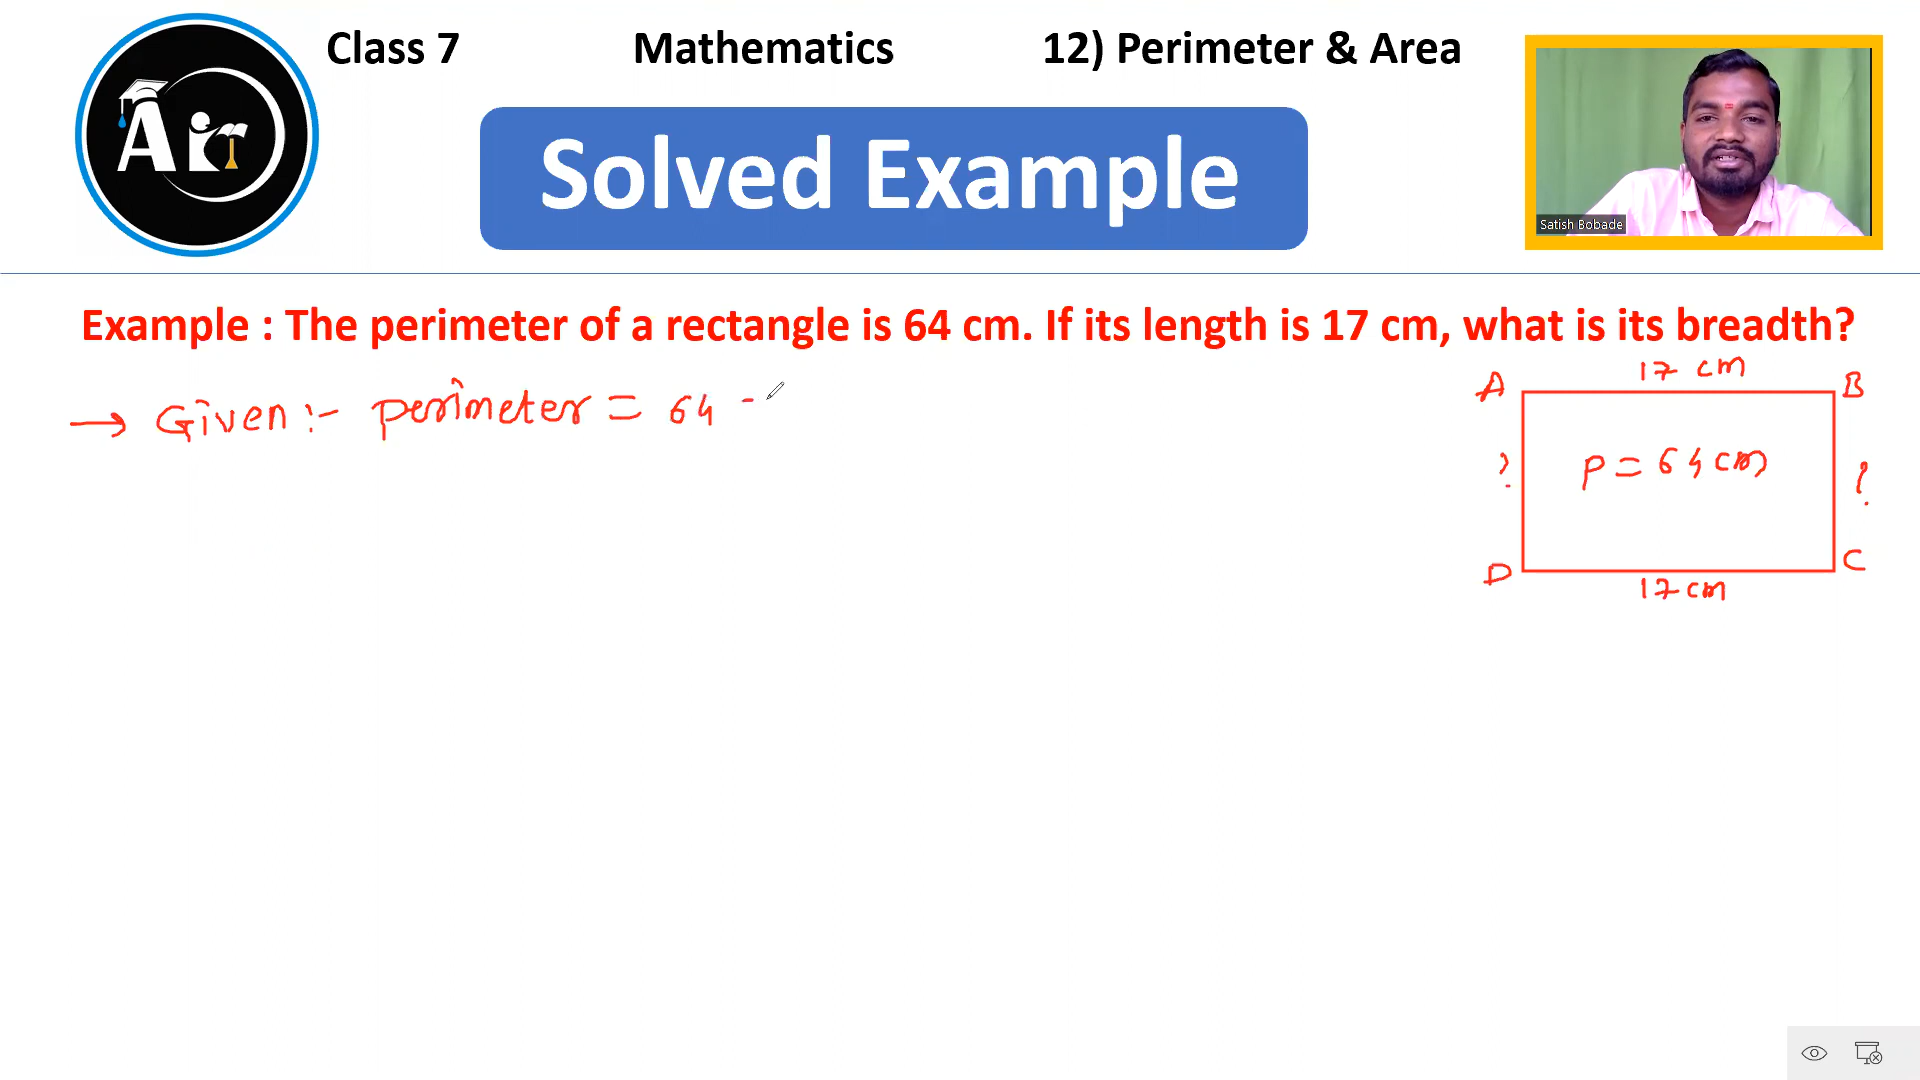 Air
Class 7 Mathematics 12) Perimeter & Area
Solved Example
Satish Bobade
Example : The perimeter of a rectangle is 64 cm. If its length is 17 cm, what is its breadth?
→ Given :- perimeter = 64 -
17 cm
A B
? P = 64 cm ?
D C
17 cm